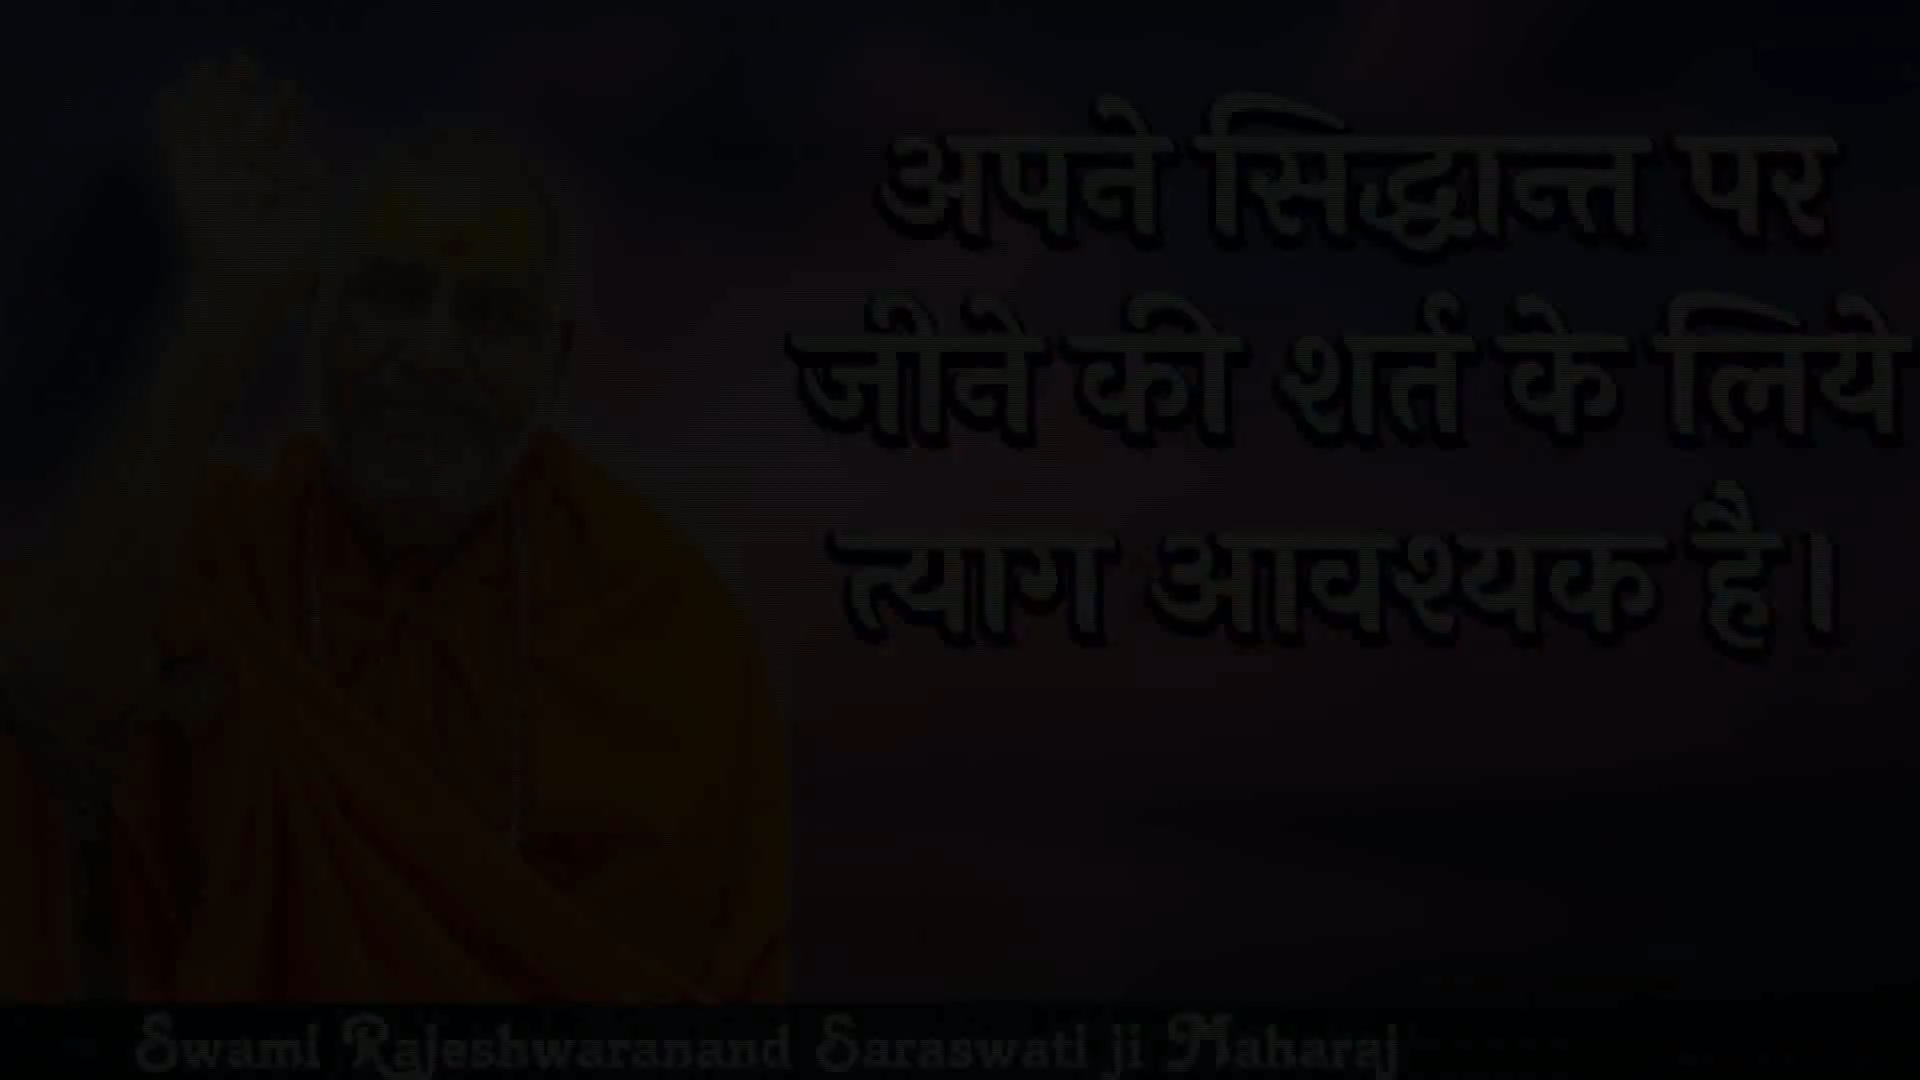 अपने सिद्धान्त पर
जीने की शर्त के लिये
त्याग आवश्यक है।
Swami Rajeshwaranand Saraswati ji Maharaj